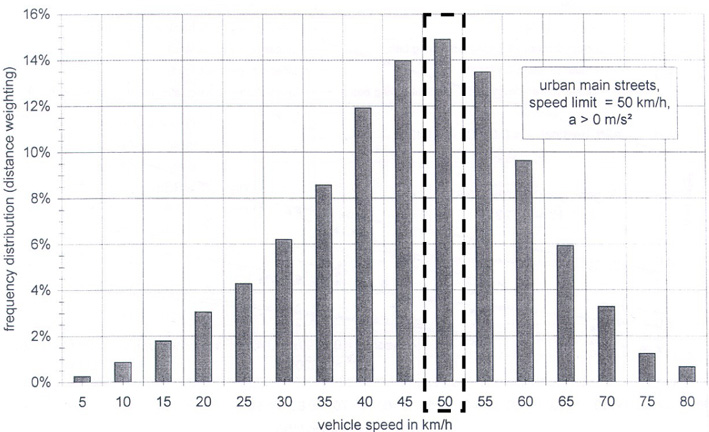 16%
14%
12%
10%
8%
6%
4%
2%
0%
frequency distribution (distance weighting)
urban main streets,
speed limit = 50 km/h,
a > 0 m/s²
5 10 15 20 25 30 35 40 45 50 55 60 65 70 75 80
vehicle speed in km/h